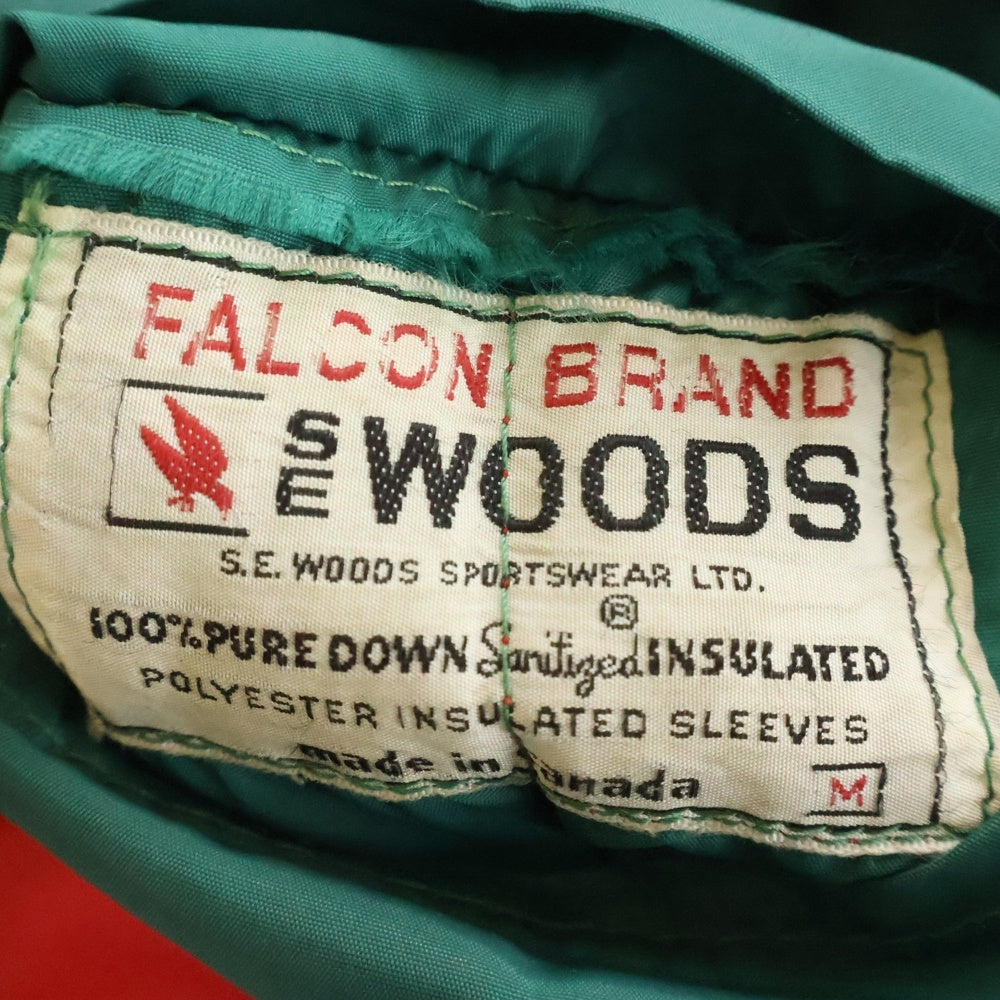 FALCON BRAND
SE WOODS
S.E. WOODS SPORTSWEAR LTD.
100% PURE DOWN Sanitized® INSULATED
POLYESTER INSULATED SLEEVES
made in Canada
M